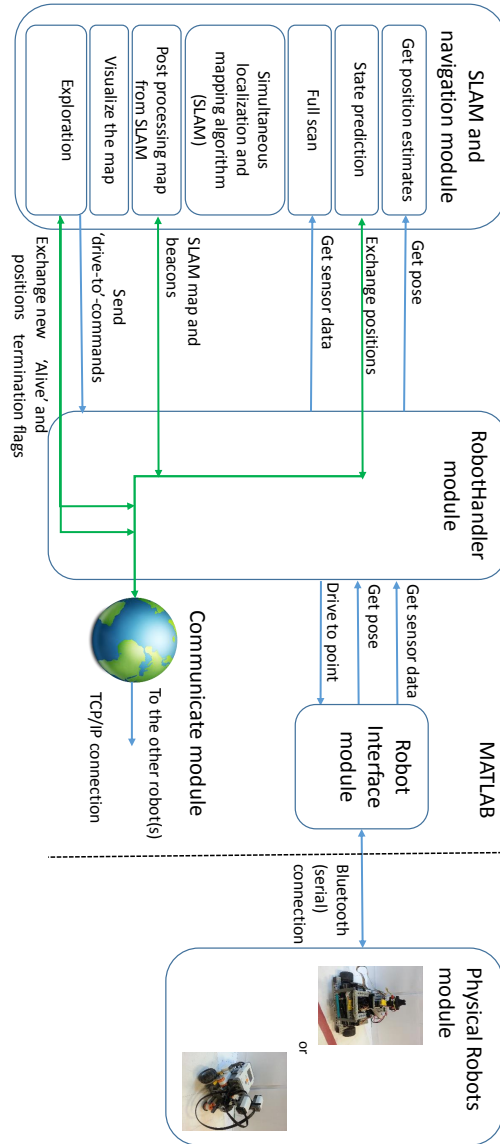 SLAM and
navigation module
Get position estimates
State prediction
Full scan
Simultaneous
localization and
mapping algorithm
(SLAM)
Post processing map
from SLAM
Visualize the map
Exploration
Get pose
Exchange positions
Get sensor data
SLAM map and
beacons
Send
‘drive-to’-commands
Exchange new
positions
‘Alive’ and
termination flags
RobotHandler
module
Get sensor data
Get pose
Drive to point
Communicate module
To the other robot(s)
TCP/IP connection
MATLAB
Robot
Interface
module
Bluetooth
(serial)
connection
Physical Robots
module
or